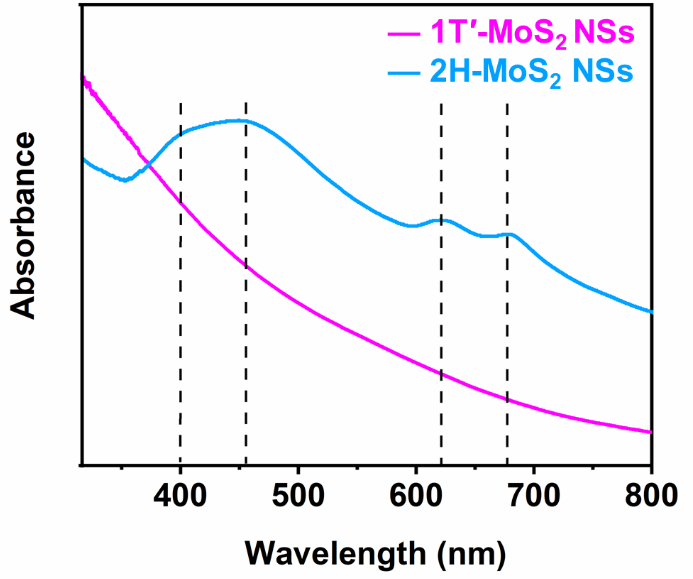 1T′-MoS₂ NSs
2H-MoS₂ NSs
Absorbance
400 500 600 700 800
Wavelength (nm)